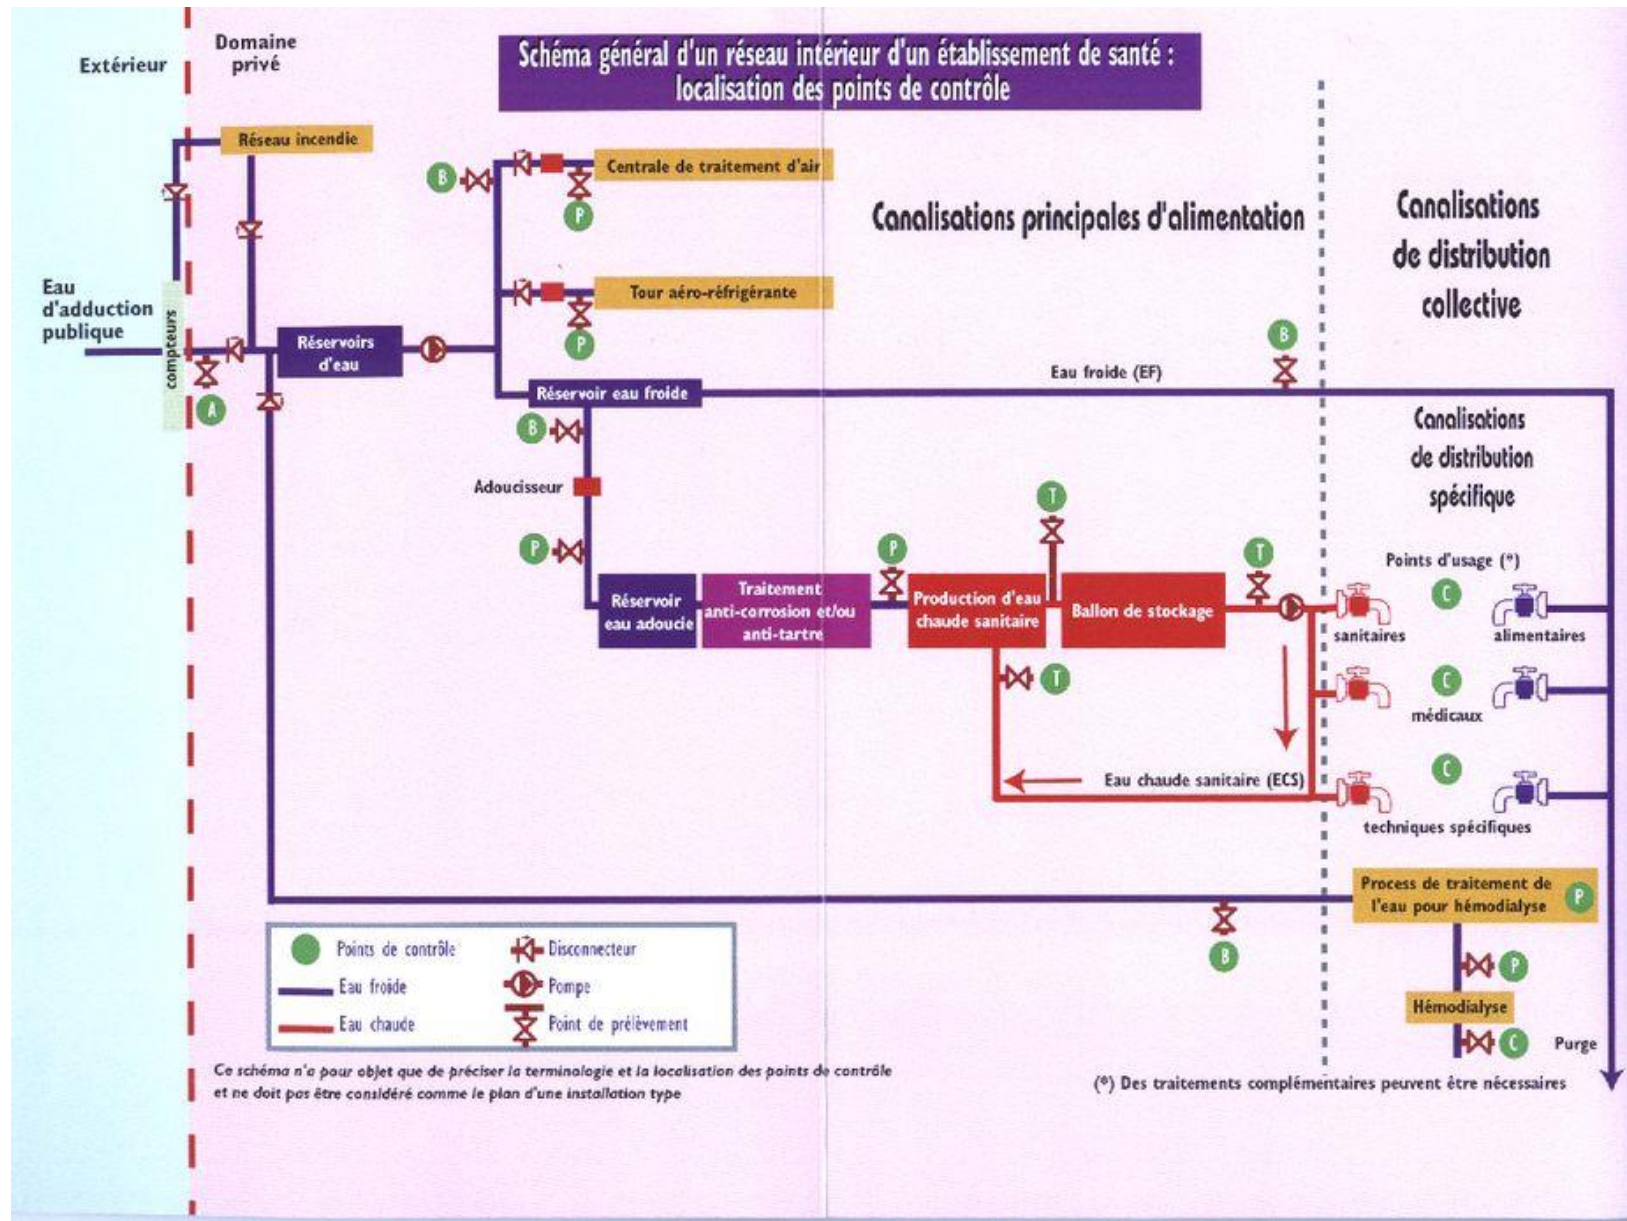 Extérieur
Domaine
privé
Schéma général d'un réseau intérieur d'un établissement de santé :
localisation des points de contrôle
Réseau incendie
B
Centrale de traitement d'air
P
Canalisations principales d'alimentation
Canalisations
de distribution
collective
Eau
d'adduction
publique
compteurs
A
Réservoirs
d'eau
Tour aéro-réfrigérante
P
B
Eau froide (EF)
Réservoir eau froide
B
Adoucisseur
P
Canalisations
de distribution
spécifique
Réservoir
eau adoucie
Traitement
anti-corrosion et/ou
anti-tartre
P
Production d'eau
chaude sanitaire
T
Ballon de stockage
T
T
Points d'usage (*)
C
sanitaires
alimentaires
C
médicaux
C
Eau chaude sanitaire (ECS)
techniques spécifiques
Process de traitement de
l'eau pour hémodialyse
P
B
P
Hémodialyse
C
Purge
Points de contrôle
Disconnecteur
Eau froide
Pompe
Eau chaude
Point de prélèvement
Ce schéma n'a pour objet que de préciser la terminologie et la localisation des points de contrôle
et ne doit pas être considéré comme le plan d'une installation type
(*) Des traitements complémentaires peuvent être nécessaires